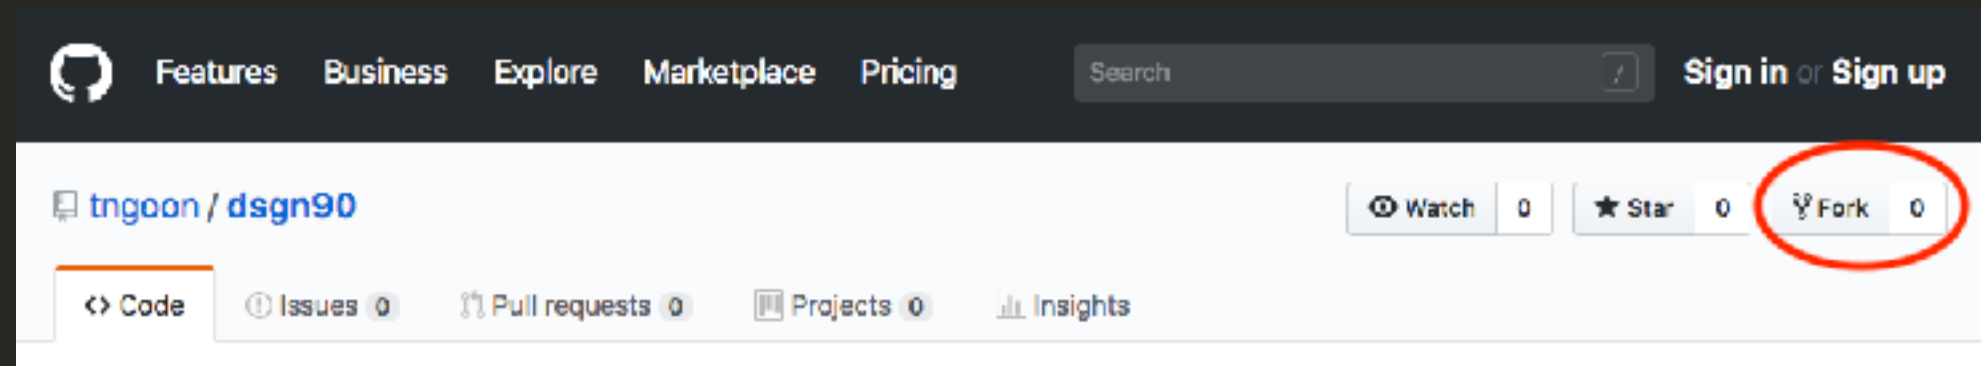 Features Business Explore Marketplace Pricing Search / Sign in or Sign up
tngoon / dsgn90 Watch 0 Star 0 Fork 0
<> Code Issues 0 Pull requests 0 Projects 0 Insights